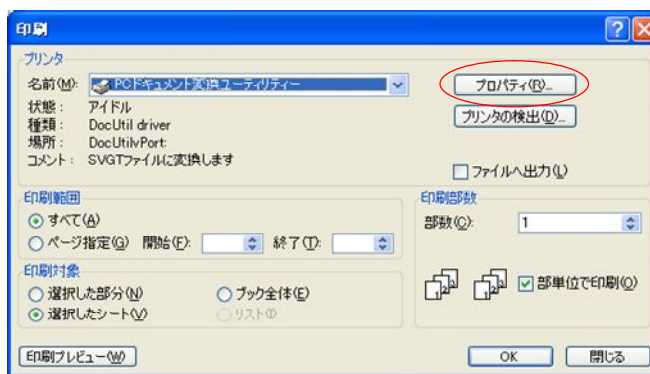 印刷
プリンタ
名前(M): PCドキュメント変換ユーティリティー プロパティ(R)...
状態： アイドル
種類： DocUtil driver プリンタの検出(D)...
場所： DocUtilvPort:
コメント： SVGTファイルに変換します
ファイルへ出力(L)
印刷範囲 印刷部数
すべて(A) 部数(C): 1
ページ指定(G) 開始(F): 終了(T):
印刷対象
選択した部分(N) ブック全体(E) 部単位で印刷(O)
選択したシート(V) リスト(I)
印刷プレビュー(W) OK 閉じる